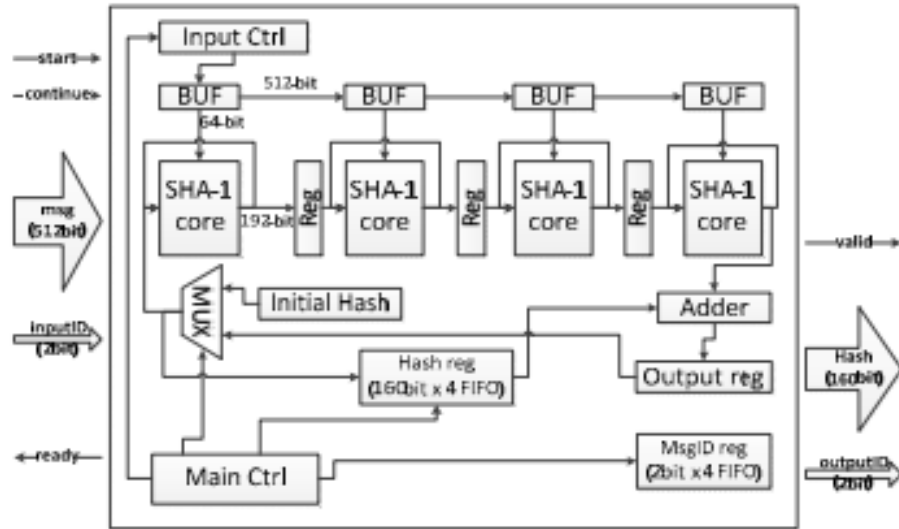 Input Ctrl
start
continue
BUF
512-bit
BUF
BUF
BUF
64-bit
SHA-1
core
192-bit
Reg
SHA-1
core
Reg
SHA-1
core
Reg
SHA-1
core
msg
(512bit)
valid
MUX
Initial Hash
Adder
inputID
(2bit)
Hash reg
(160bit x 4 FIFO)
Output reg
Hash
(160bit)
ready
Main Ctrl
MsgID reg
(2bit x4 FIFO)
outputID
(2bit)